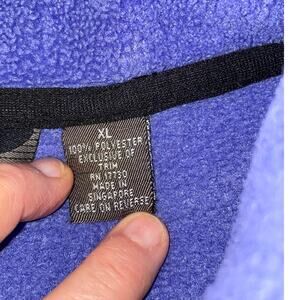 XL
100% POLYESTER
EXCLUSIVE OF
TRIM
RN 17730
MADE IN
SINGAPORE
CARE ON REVERSE